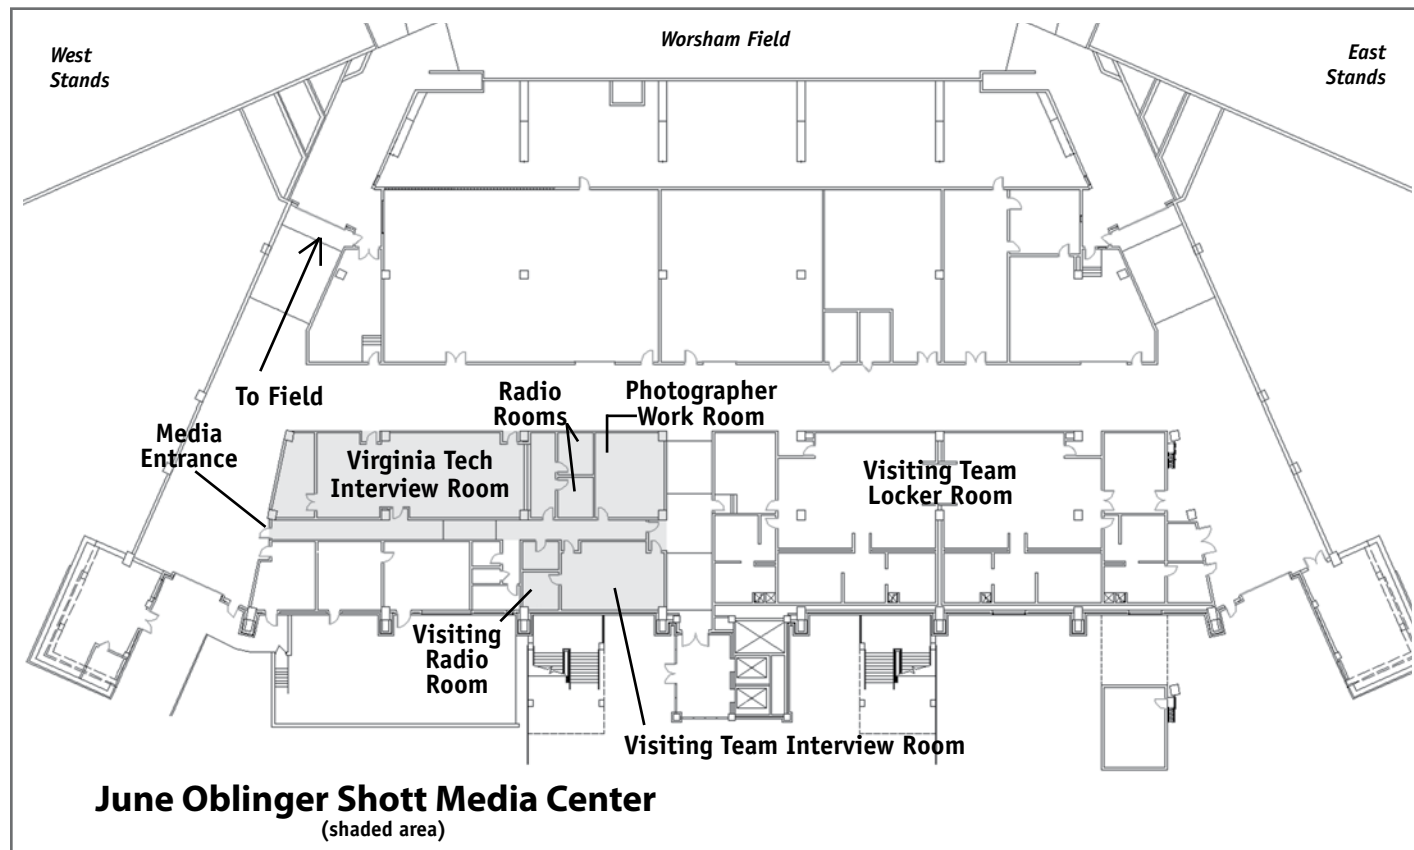 West
Stands
Worsham Field
East
Stands
To Field
Radio
Rooms
Photographer
Work Room
Media
Entrance
Virginia Tech
Interview Room
Visiting Team
Locker Room
Visiting
Radio
Room
Visiting Team Interview Room
June Oblinger Shott Media Center
(shaded area)